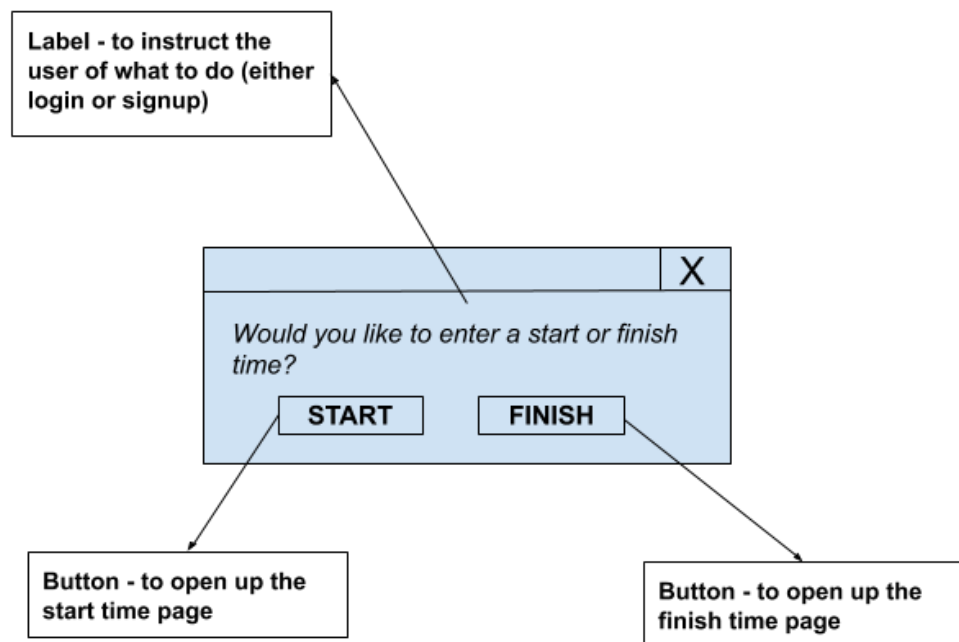 Label - to instruct the
user of what to do (either
login or signup)
X
Would you like to enter a start or finish
time?
START
FINISH
Button - to open up the
start time page
Button - to open up the
finish time page